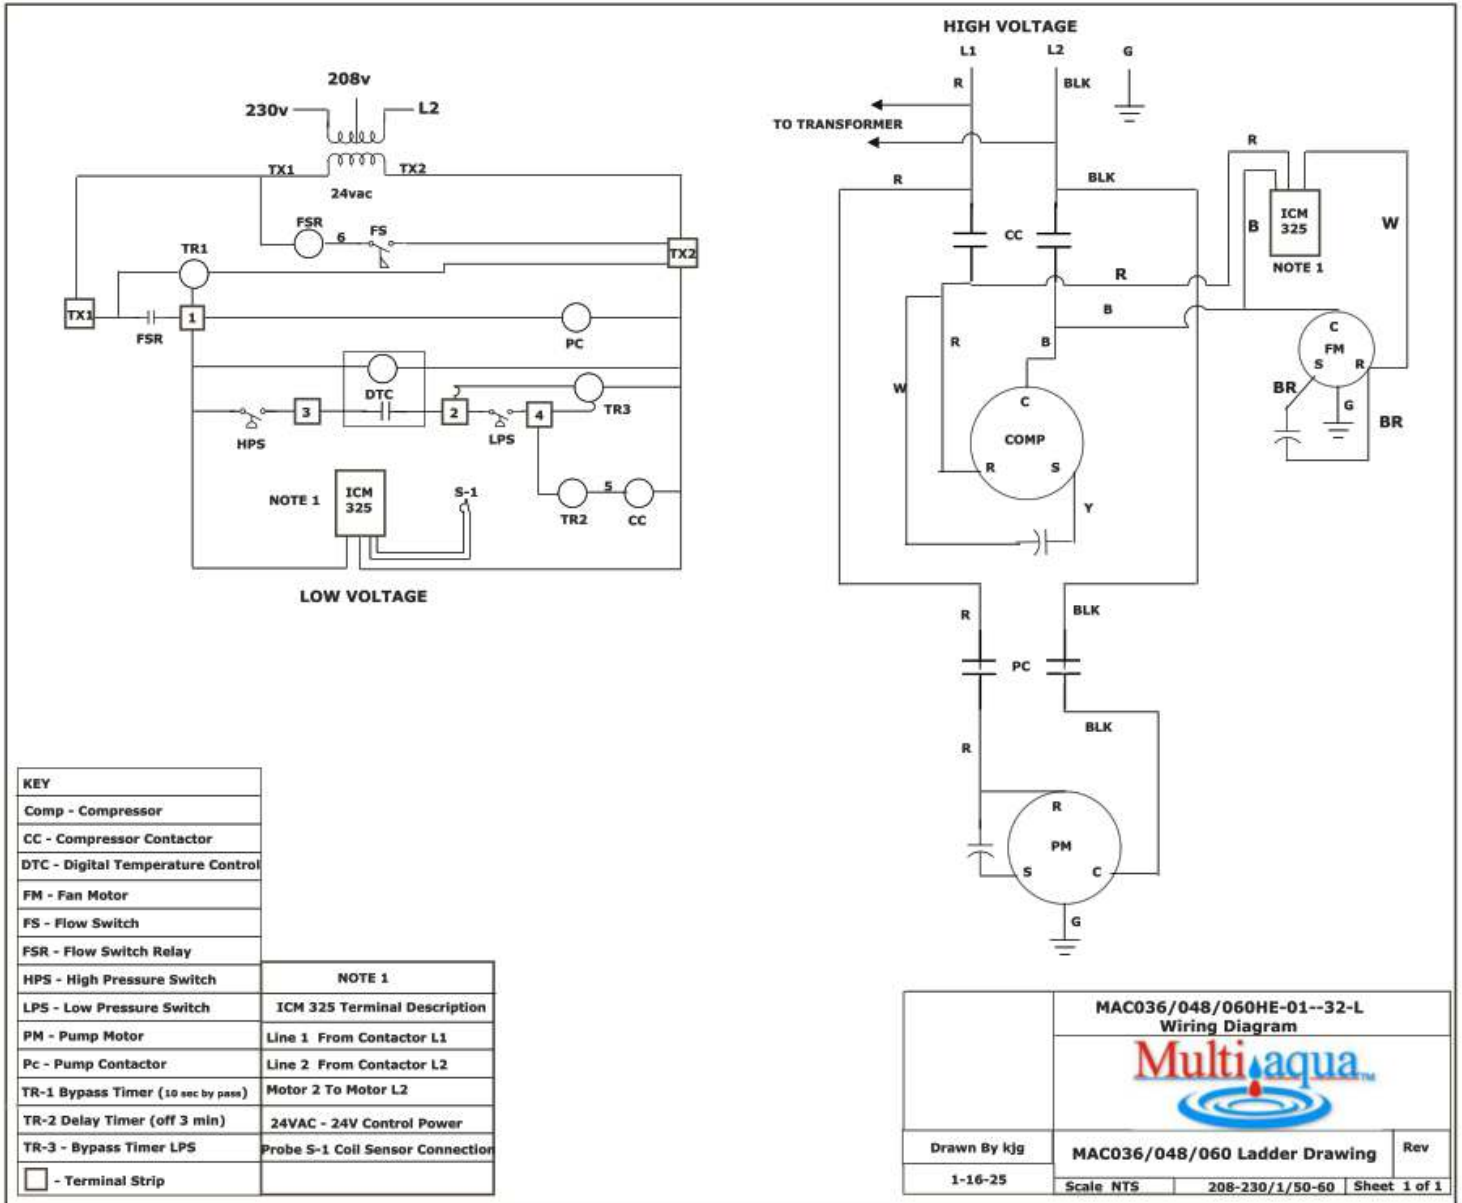 HIGH VOLTAGE
L1 L2 G
208v
230v L2
TX1 TX2
24vac
FSR
6 FS
TR1
TX2
TX1
FSR
1
PC
DTC
TR3
3 2 4
HPS LPS
NOTE 1
ICM
325
S-1
5
TR2 CC
LOW VOLTAGE
R BLK
TO TRANSFORMER
R BLK
CC
R
ICM
325
B W
NOTE 1
R
B
R B
W
C
FM
S R
BR
G
BR
C
COMP
R S
Y
R BLK
PC
BLK
R
R
PM
S C
G
KEY
Comp - Compressor
CC - Compressor Contactor
DTC - Digital Temperature Control
FM - Fan Motor
FS - Flow Switch
FSR - Flow Switch Relay
HPS - High Pressure Switch
LPS - Low Pressure Switch
PM - Pump Motor
Pc - Pump Contactor
TR-1 Bypass Timer (10 sec by pass)
TR-2 Delay Timer (off 3 min)
TR-3 - Bypass Timer LPS
- Terminal Strip
NOTE 1
ICM 325 Terminal Description
Line 1 From Contactor L1
Line 2 From Contactor L2
Motor 2 To Motor L2
24VAC - 24V Control Power
Probe S-1 Coil Sensor Connection
MAC036/048/060HE-01--32-L
Wiring Diagram
Multiaqua TM
Drawn By kjg
MAC036/048/060 Ladder Drawing
Rev
1-16-25
Scale NTS
208-230/1/50-60
Sheet 1 of 1